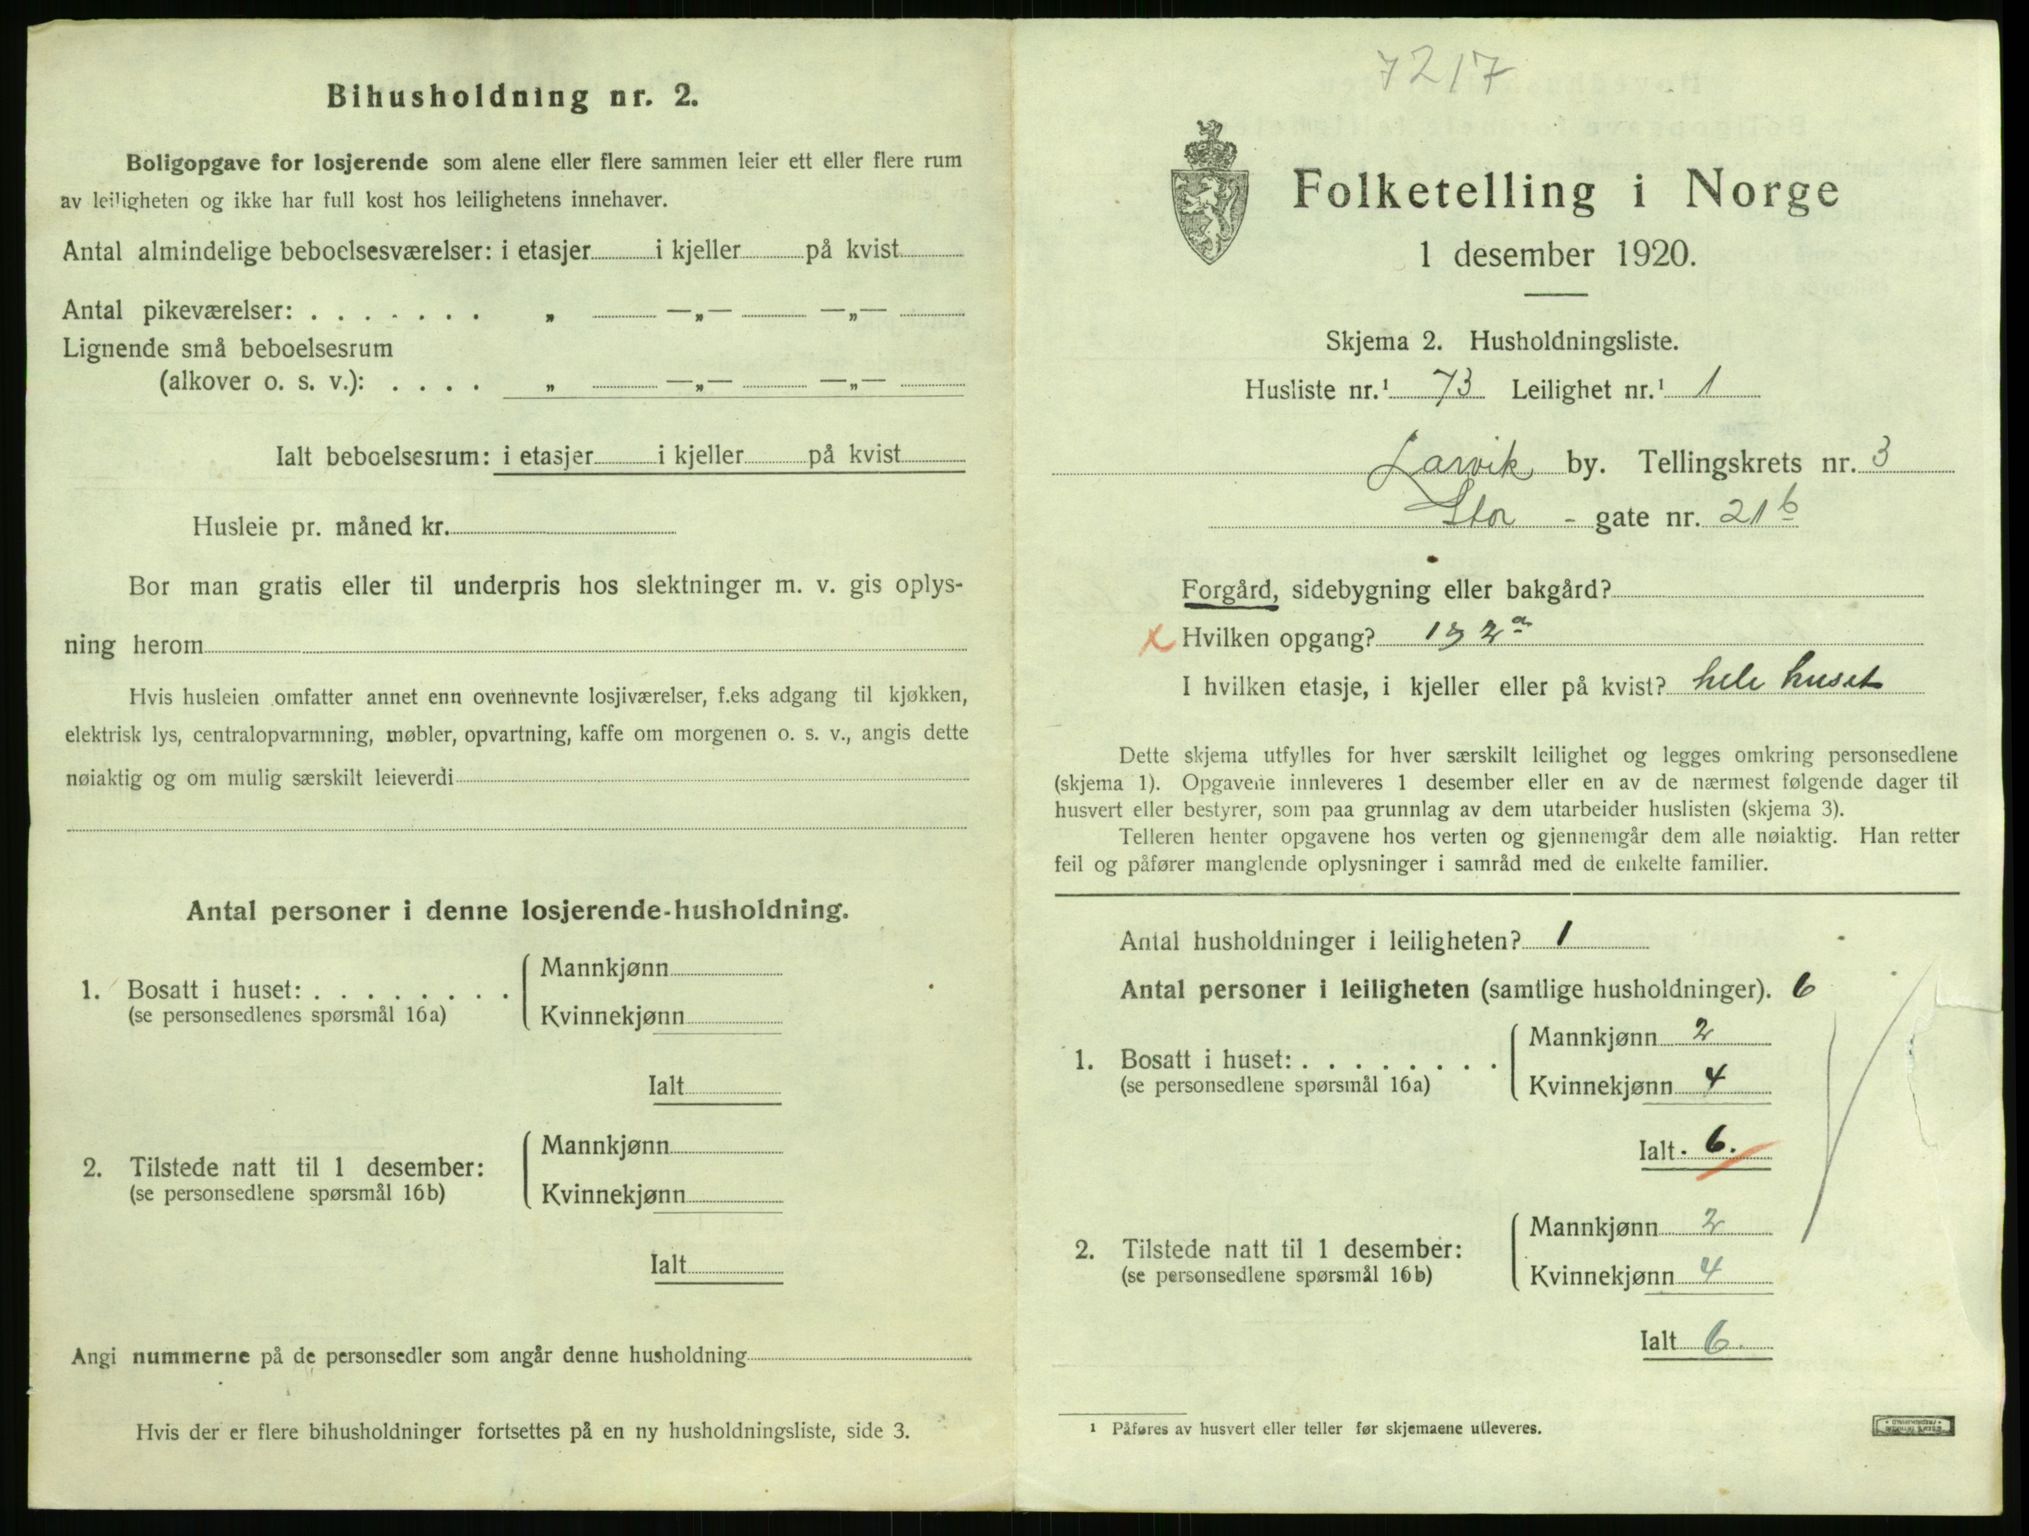 Bihusholdning nr. 2.
Boligopgave for losjerende som alene eller flere sammen leier ett eller flere rum
av leiligheten og ikke har full kost hos leilighetens innehaver.
Antal almindelige beboelsesværelser: i etasjer i kjeller på kvist
Antal pikeværelser: . . . . . . . „ —„— —„—
Lignende små beboelsesrum
(alkover o. s. v.): . . . . „ —„— —„—
Ialt beboelsesrum: i etasjer i kjeller på kvist
Husleie pr. måned kr.
Bor man gratis eller til underpris hos slektninger m. v. gis oplys-
ning herom
Hvis husleien omfatter annet enn ovennevnte losjiværelser, f.eks adgang til kjøkken,
elektrisk lys, centralopvarmning, møbler, opvartning, kaffe om morgenen o. s. v., angis dette
nøiaktig og om mulig særskilt leieverdi
Antal personer i denne losjerende-husholdning.
1. Bosatt i huset: . . . . . . . .
(se personsedlenes spørsmål 16a)
Mannkjønn
Kvinnekjønn
Ialt
2. Tilstede natt til 1 desember:
(se personsedlene spørsmål 16b)
Mannkjønn
Kvinnekjønn
Ialt
Angi nummerne på de personsedler som angår denne husholdning
Hvis der er flere bihusholdninger fortsettes på en ny husholdningsliste, side 3.
7217
Folketelling i Norge
1 desember 1920.
Skjema 2. Husholdningsliste.
Husliste nr.¹ 73 Leilighet nr.¹ 1
Larvik by. Tellingskrets nr. 3
Stor - gate nr. 21b
Forgård, sidebygning eller bakgård?
x Hvilken opgang?
I hvilken etasje, i kjeller eller på kvist? hele huset
Dette skjema utfylles for hver særskilt leilighet og legges omkring personsedlene
(skjema 1). Opgavene innleveres 1 desember eller en av de nærmest følgende dager til
husvert eller bestyrer, som paa grunnlag av dem utarbeider huslisten (skjema 3).
Telleren henter opgavene hos verten og gjennemgår dem alle nøiaktig. Han retter
feil og påfører manglende oplysninger i samråd med de enkelte familier.
Antal husholdninger i leiligheten? 1
Antal personer i leiligheten (samtlige husholdninger). 6
1. Bosatt i huset: . . . . . . . .
(se personsedlene spørsmål 16a)
Mannkjønn 2
Kvinnekjønn 4
Ialt 6.
2. Tilstede natt til 1 desember:
(se personsedlene spørsmål 16b)
Mannkjønn 2
Kvinnekjønn 4
Ialt 6.
¹ Påføres av husvert eller teller før skjemaene utleveres.